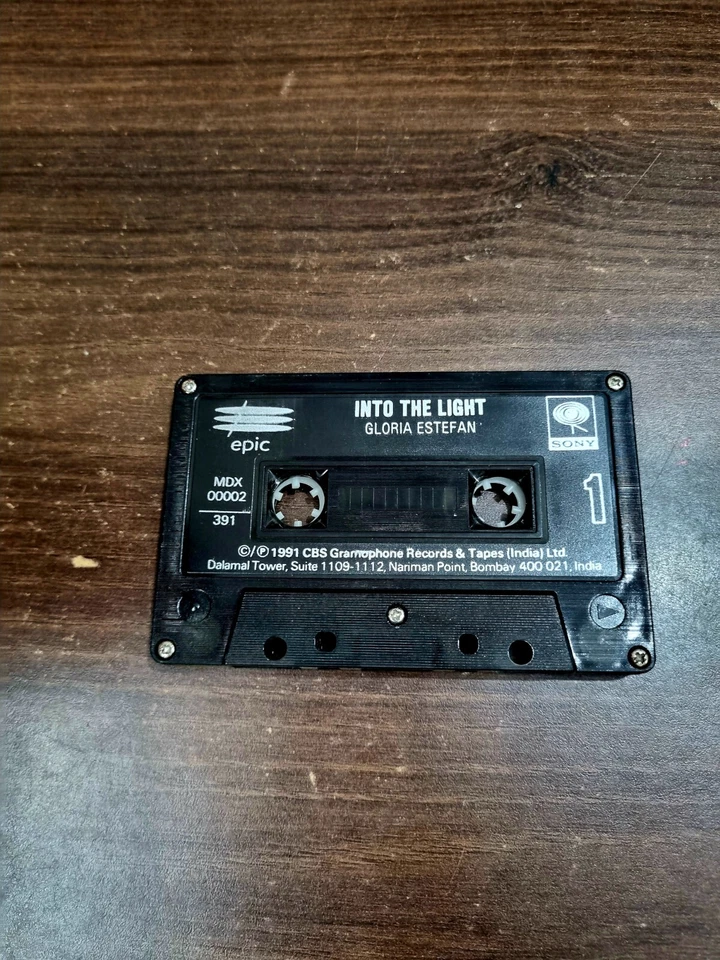 INTO THE LIGHT
GLORIA ESTEFAN
epic
SONY
MDX
00002
391
1
©/℗ 1991 CBS Gramophone Records & Tapes (India) Ltd.
Dalamal Tower, Suite 1109-1112, Nariman Point, Bombay 400 021, India